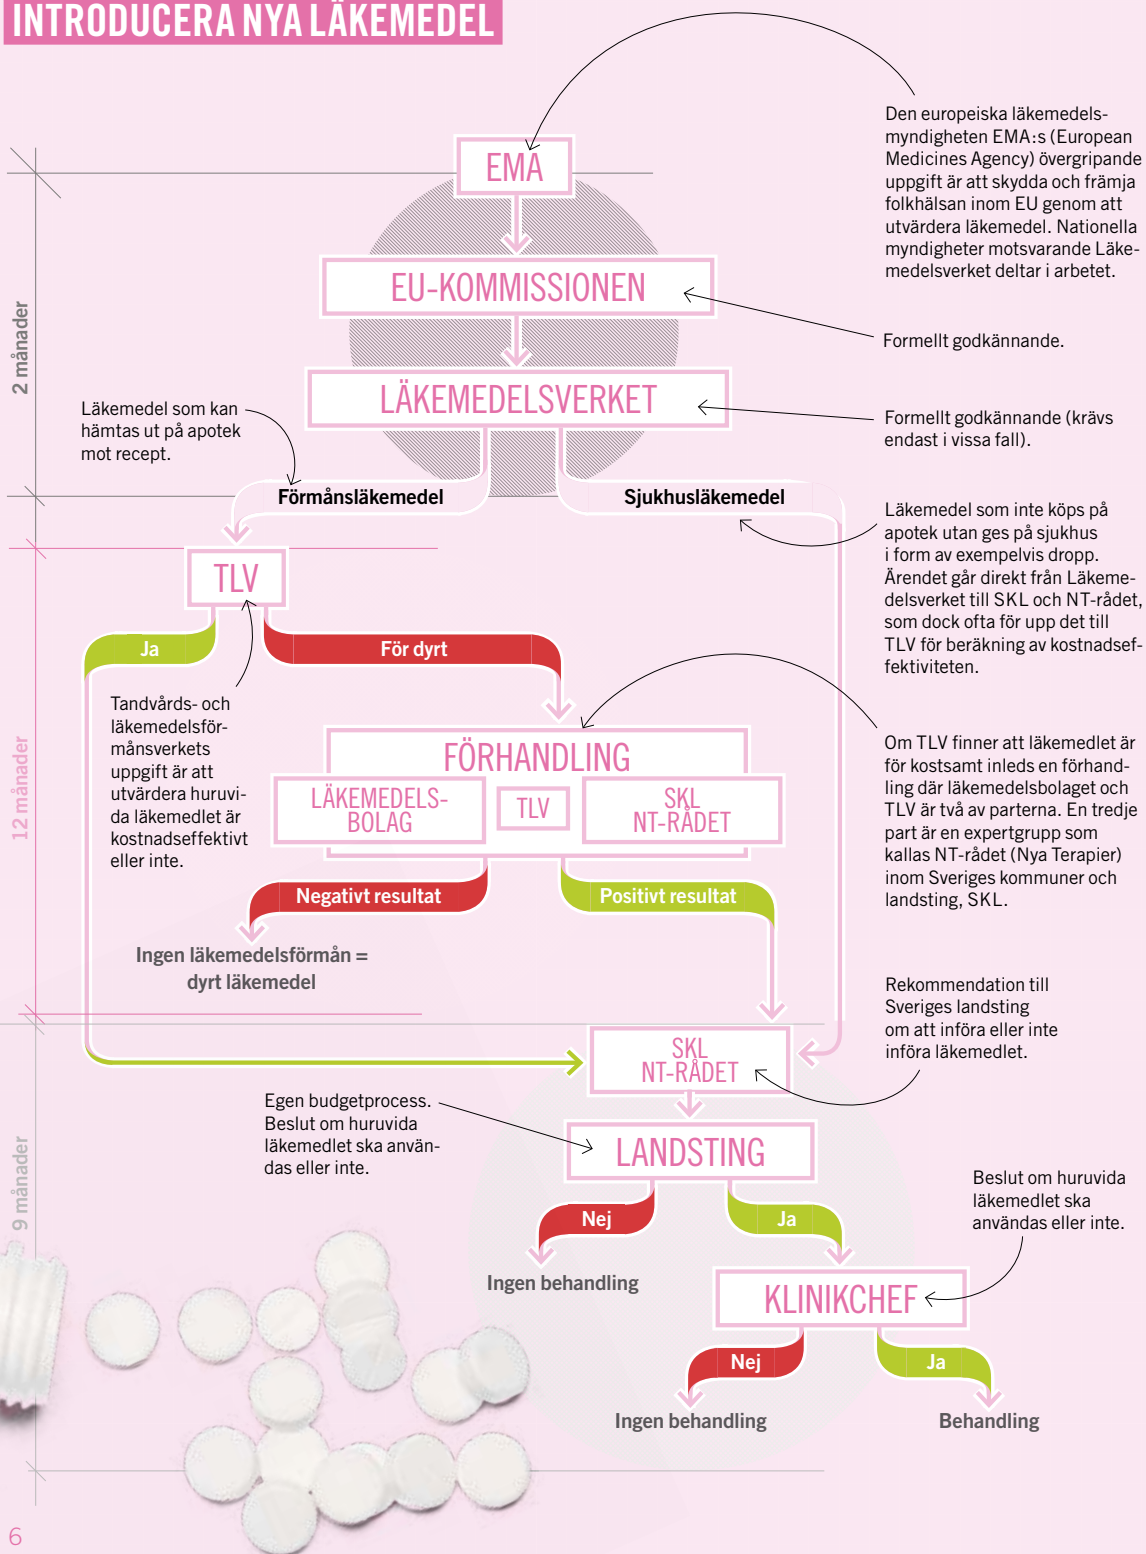 INTRODUCERA NYA LÄKEMEDEL
Den europeiska läkemedels-
myndigheten EMA:s (European
Medicines Agency) övergripande
uppgift är att skydda och främja
folkhälsan inom EU genom att
utvärdera läkemedel. Nationella
myndigheter motsvarande Läke-
medelsverket deltar i arbetet.
EMA
EU-KOMMISSIONEN
Formellt godkännande.
2 månader
LÄKEMEDELSVERKET
Formellt godkännande (krävs
endast i vissa fall).
Läkemedel som kan
hämtas ut på apotek
mot recept.
Förmånsläkemedel
Sjukhusläkemedel
Läkemedel som inte köps på
apotek utan ges på sjukhus
i form av exempelvis dropp.
Ärendet går direkt från Läkeme-
delsverket till SKL och NT-rådet,
som dock ofta för upp det till
TLV för beräkning av kostnadsef-
fektiviteten.
TLV
Ja
För dyrt
Tandvårds- och
läkemedelsför-
månsverkets
uppgift är att
utvärdera huruvi-
da läkemedlet är
kostnadseffektivt
eller inte.
12 månader
FÖRHANDLING
LÄKEMEDELS-
BOLAG
TLV
SKL
NT-RÅDET
Om TLV finner att läkemedlet är
för kostsamt inleds en förhand-
ling där läkemedelsbolaget och
TLV är två av parterna. En tredje
part är en expertgrupp som
kallas NT-rådet (Nya Terapier)
inom Sveriges kommuner och
landsting, SKL.
Negativt resultat
Positivt resultat
Ingen läkemedelsförmån =
dyrt läkemedel
Rekommendation till
Sveriges landsting
om att införa eller inte
införa läkemedlet.
SKL
NT-RÅDET
Egen budgetprocess.
Beslut om huruvida
läkemedlet ska använ-
das eller inte.
9 månader
LANDSTING
Nej
Ja
Beslut om huruvida
läkemedlet ska
användas eller inte.
Ingen behandling
KLINIKCHEF
Nej
Ja
Ingen behandling
Behandling
6